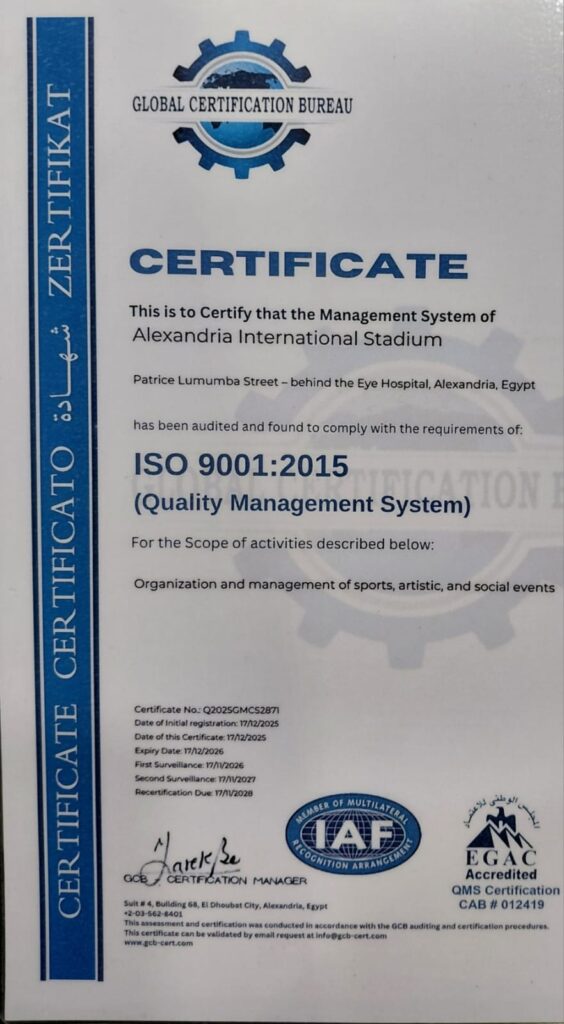 GLOBAL CERTIFICATION BUREAU
CERTIFICATE CERTIFICATO شهادة ZERTIFIKAT
CERTIFICATE
This is to Certify that the Management System of
Alexandria International Stadium
Patrice Lumumba Street – behind the Eye Hospital, Alexandria, Egypt
has been audited and found to comply with the requirements of:
ISO 9001:2015
(Quality Management System)
For the Scope of activities described below:
Organization and management of sports, artistic, and social events
Certificate No.: Q2025GMCS2871
Date of Initial registration: 17/12/2025
Date of this Certificate: 17/12/2025
Expiry Date: 17/12/2026
First Surveillance: 17/11/2026
Second Surveillance: 17/11/2027
Recertification Due: 17/11/2028
GCB CERTIFICATION MANAGER
MEMBER OF MULTILATERAL
IAF
RECOGNITION ARRANGEMENT
المجلس الوطني للاعتماد
EGAC
Accredited
QMS Certification
CAB # 012419
Suit # 4, Building 68, El Dhoubat City, Alexandria, Egypt
+2-03-562-8401
This assessment and certification was conducted in accordance with the GCB auditing and certification procedures.
This certificate can be validated by email request at info@gcb-cert.com
www.gcb-cert.com